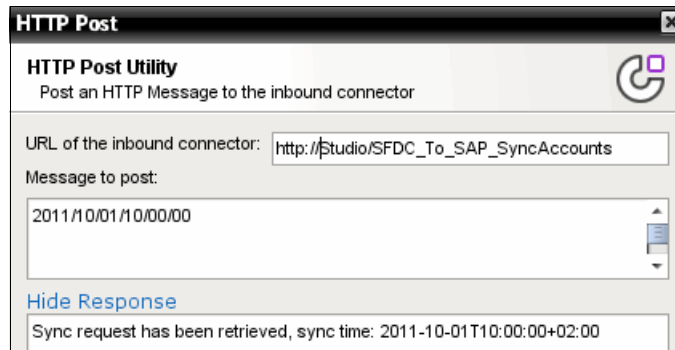 HTTP Post
HTTP Post Utility
Post an HTTP Message to the inbound connector
URL of the inbound connector: http://Studio/SFDC_To_SAP_SyncAccounts
Message to post:
2011/10/01/10/00/00
Hide Response
Sync request has been retrieved, sync time: 2011-10-01T10:00:00+02:00